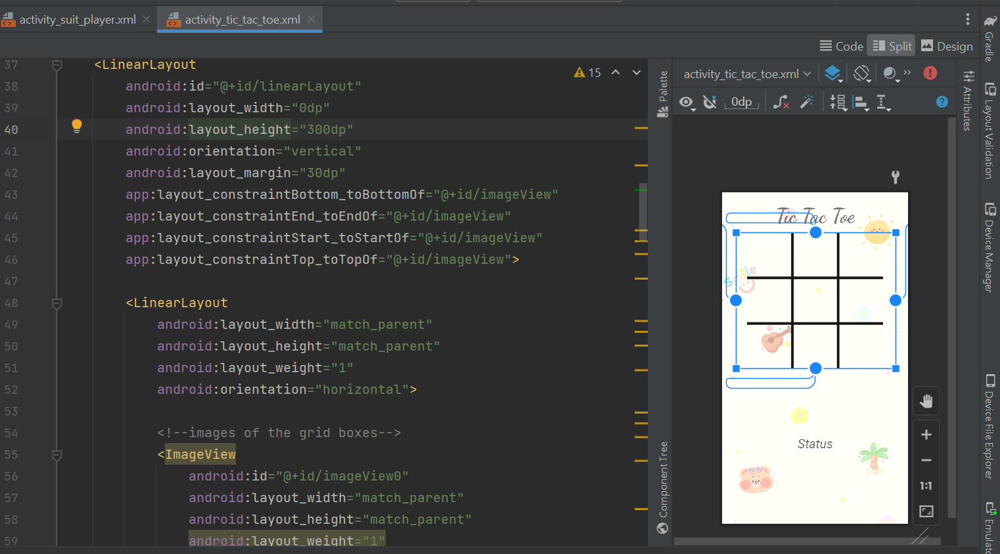 activity_suit_player.xml
activity_tic_tac_toe.xml
Code
Split
Design
37 <LinearLayout
38 android:id="@+id/linearLayout"
39 android:layout_width="0dp"
40 android:layout_height="300dp"
41 android:orientation="vertical"
42 android:layout_margin="30dp"
43 app:layout_constraintBottom_toBottomOf="@+id/imageView"
44 app:layout_constraintEnd_toEndOf="@+id/imageView"
45 app:layout_constraintStart_toStartOf="@+id/imageView"
46 app:layout_constraintTop_toTopOf="@+id/imageView">
47
48 <LinearLayout
49 android:layout_width="match_parent"
50 android:layout_height="match_parent"
51 android:layout_weight="1"
52 android:orientation="horizontal">
53
54 <!--images of the grid boxes-->
55 <ImageView
56 android:id="@+id/imageView0"
57 android:layout_width="match_parent"
58 android:layout_height="match_parent"
59 android:layout_weight="1"
15
Palette
Component Tree
activity_tic_tac_toe.xml
0dp
Tic Tac Toe
smile
Status
1:1
Attributes
Gradle
Layout Validation
Device Manager
Device File Explorer